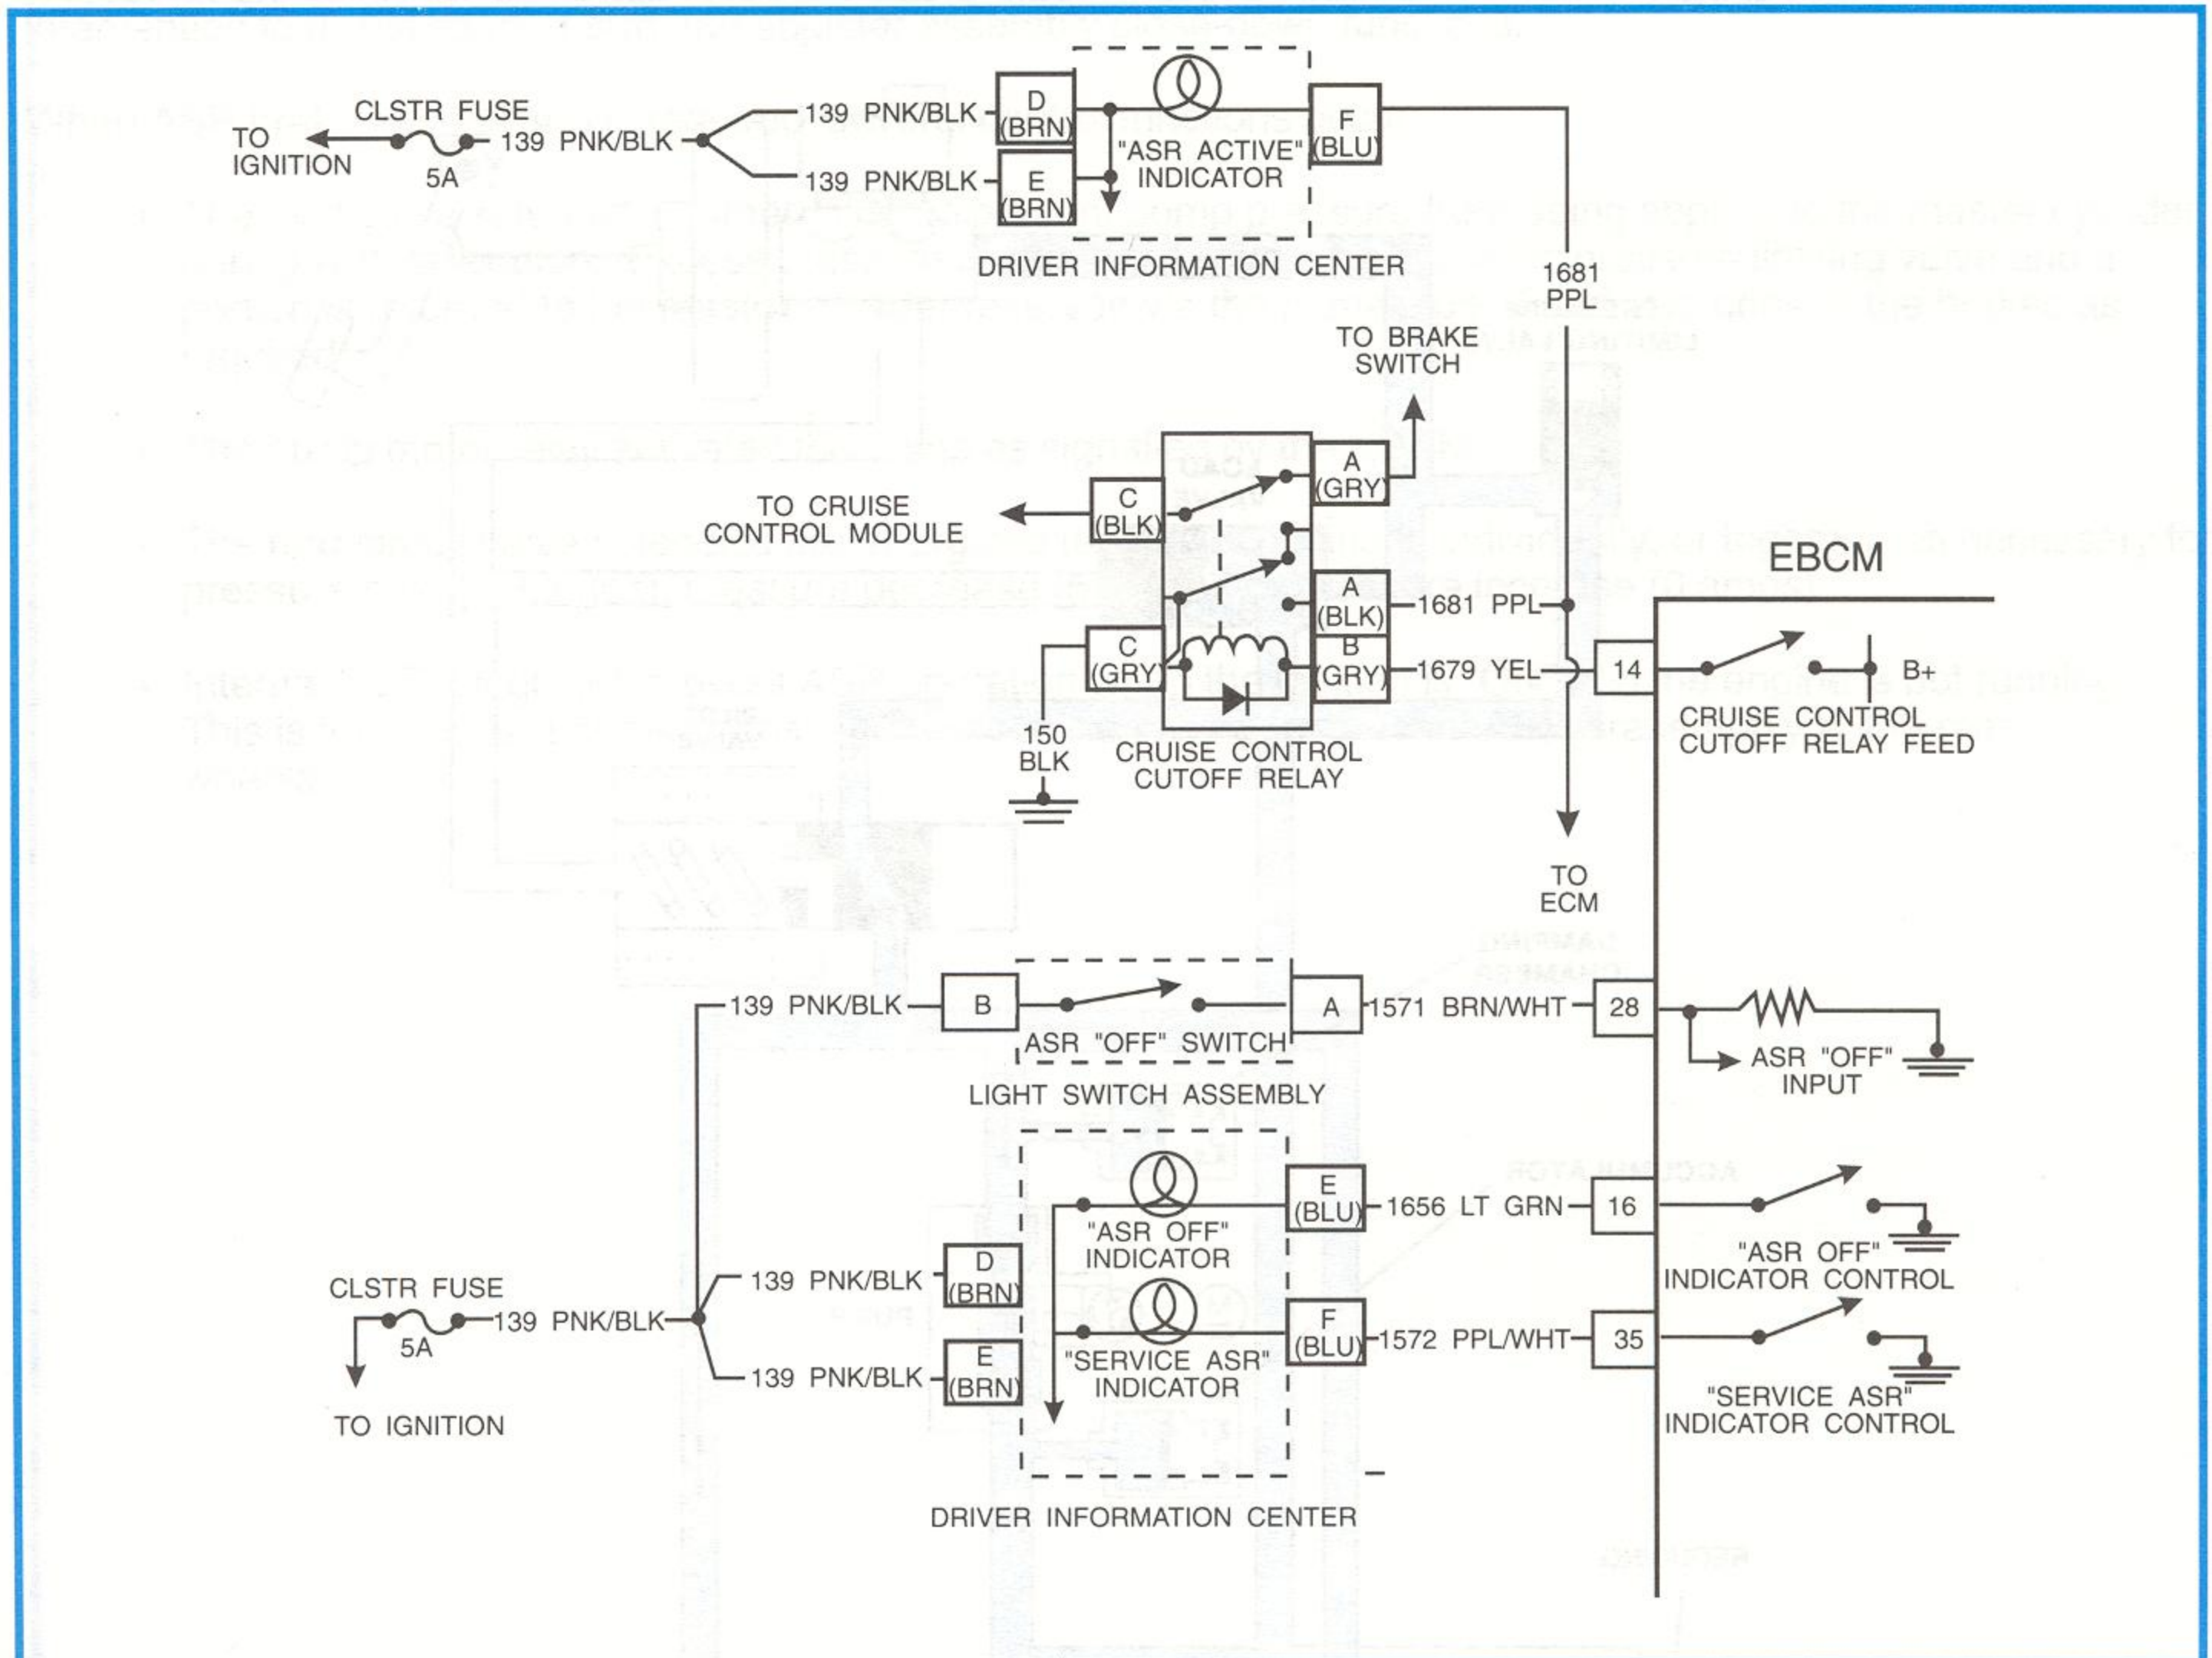 CLSTR FUSE
TO
IGNITION
5A
139 PNK/BLK
139 PNK/BLK
139 PNK/BLK
D
(BRN)
E
(BRN)
"ASR ACTIVE"
INDICATOR
F
(BLU)
DRIVER INFORMATION CENTER
1681
PPL
TO BRAKE
SWITCH
TO CRUISE
CONTROL MODULE
C
(BLK)
A
(GRY)
A
(BLK)
1681 PPL
C
(GRY)
B
(GRY)
1679 YEL
14
EBCM
B+
CRUISE CONTROL
CUTOFF RELAY FEED
150
BLK
CRUISE CONTROL
CUTOFF RELAY
TO
ECM
139 PNK/BLK
B
ASR "OFF" SWITCH
A
1571 BRN/WHT
28
ASR "OFF"
INPUT
LIGHT SWITCH ASSEMBLY
"ASR OFF"
INDICATOR
E
(BLU)
1656 LT GRN
16
"ASR OFF"
INDICATOR CONTROL
CLSTR FUSE
5A
139 PNK/BLK
TO IGNITION
139 PNK/BLK
D
(BRN)
139 PNK/BLK
E
(BRN)
"SERVICE ASR"
INDICATOR
F
(BLU)
1572 PPL/WHT
35
"SERVICE ASR"
INDICATOR CONTROL
DRIVER INFORMATION CENTER